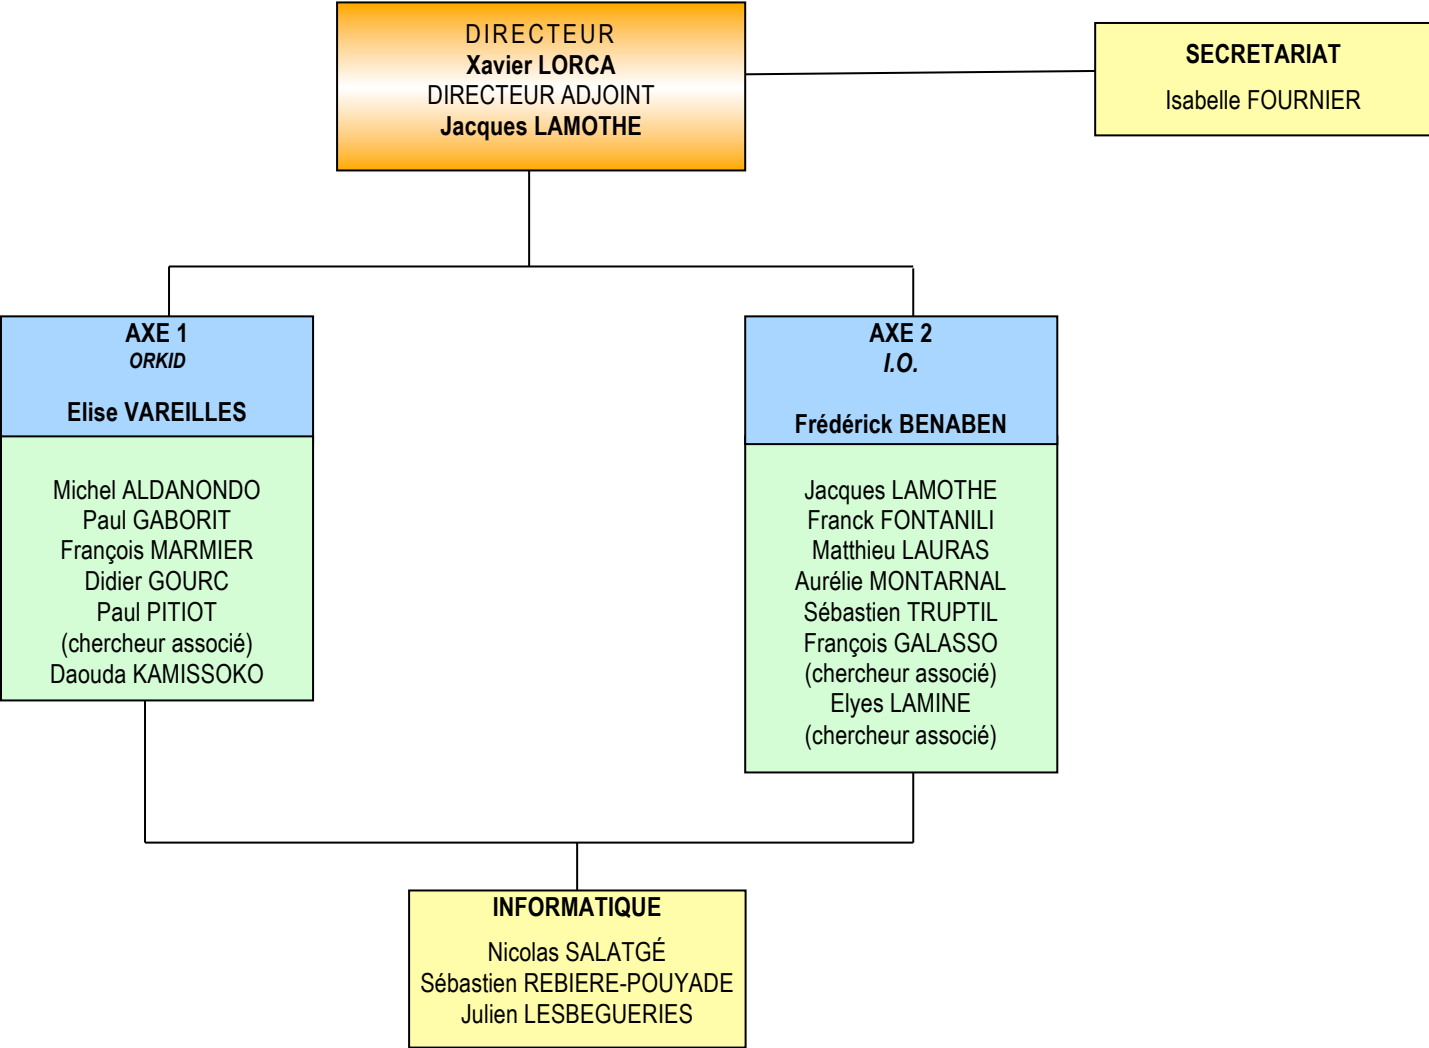 DIRECTEUR
Xavier LORCA
DIRECTEUR ADJOINT
Jacques LAMOTHE
SECRETARIAT
Isabelle FOURNIER
AXE 1
ORKID
Elise VAREILLES
Michel ALDANONDO
Paul GABORIT
François MARMIER
Didier GOURC
Paul PITIOT
(chercheur associé)
Daouda KAMISSOKO
AXE 2
I.O.
Frédérick BENABEN
Jacques LAMOTHE
Franck FONTANILI
Matthieu LAURAS
Aurélie MONTARNAL
Sébastien TRUPTIL
François GALASSO
(chercheur associé)
Elyes LAMINE
(chercheur associé)
INFORMATIQUE
Nicolas SALATGÉ
Sébastien REBIERE-POUYADE
Julien LESBEGUERIES